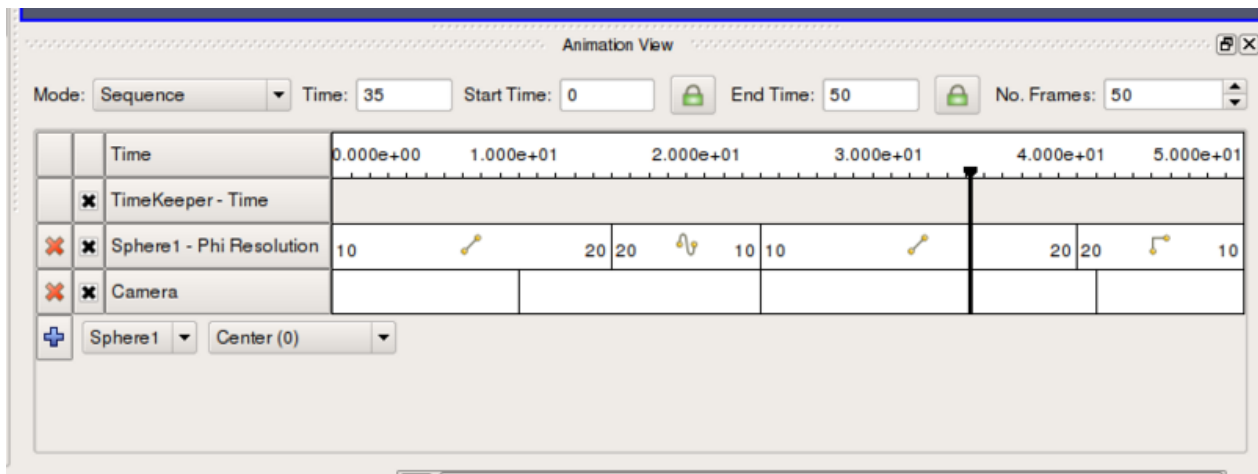 Animation View
Mode: Sequence Time: 35 Start Time: 0 End Time: 50 No. Frames: 50
Time 0.000e+00 1.000e+01 2.000e+01 3.000e+01 4.000e+01 5.000e+01
TimeKeeper - Time
Sphere1 - Phi Resolution 10 20 20 10 10 20 20 10
Camera
Sphere1 Center (0)